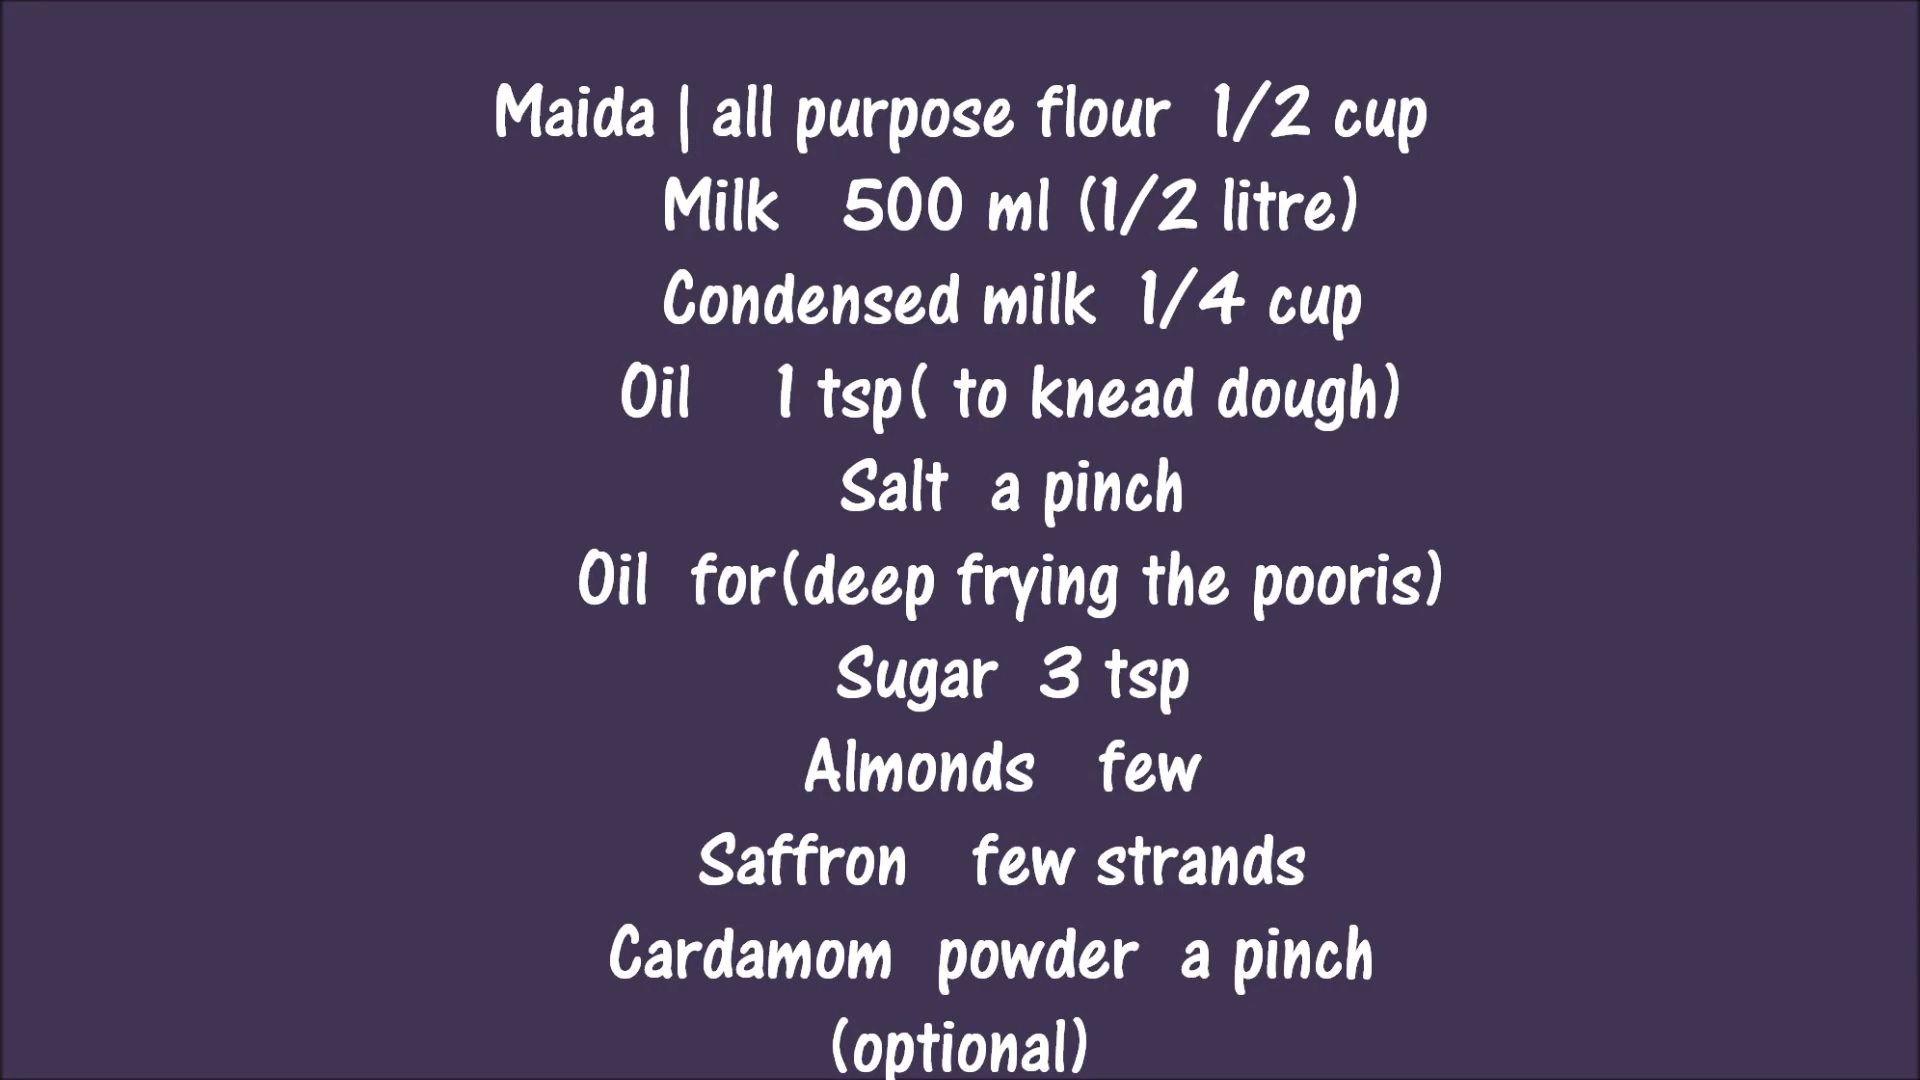 Maida | all purpose flour 1/2 cup
Milk 500 ml (1/2 litre)
Condensed milk 1/4 cup
Oil 1 tsp( to knead dough)
Salt a pinch
Oil for(deep frying the pooris)
Sugar 3 tsp
Almonds few
Saffron few strands
Cardamom powder a pinch
(optional)